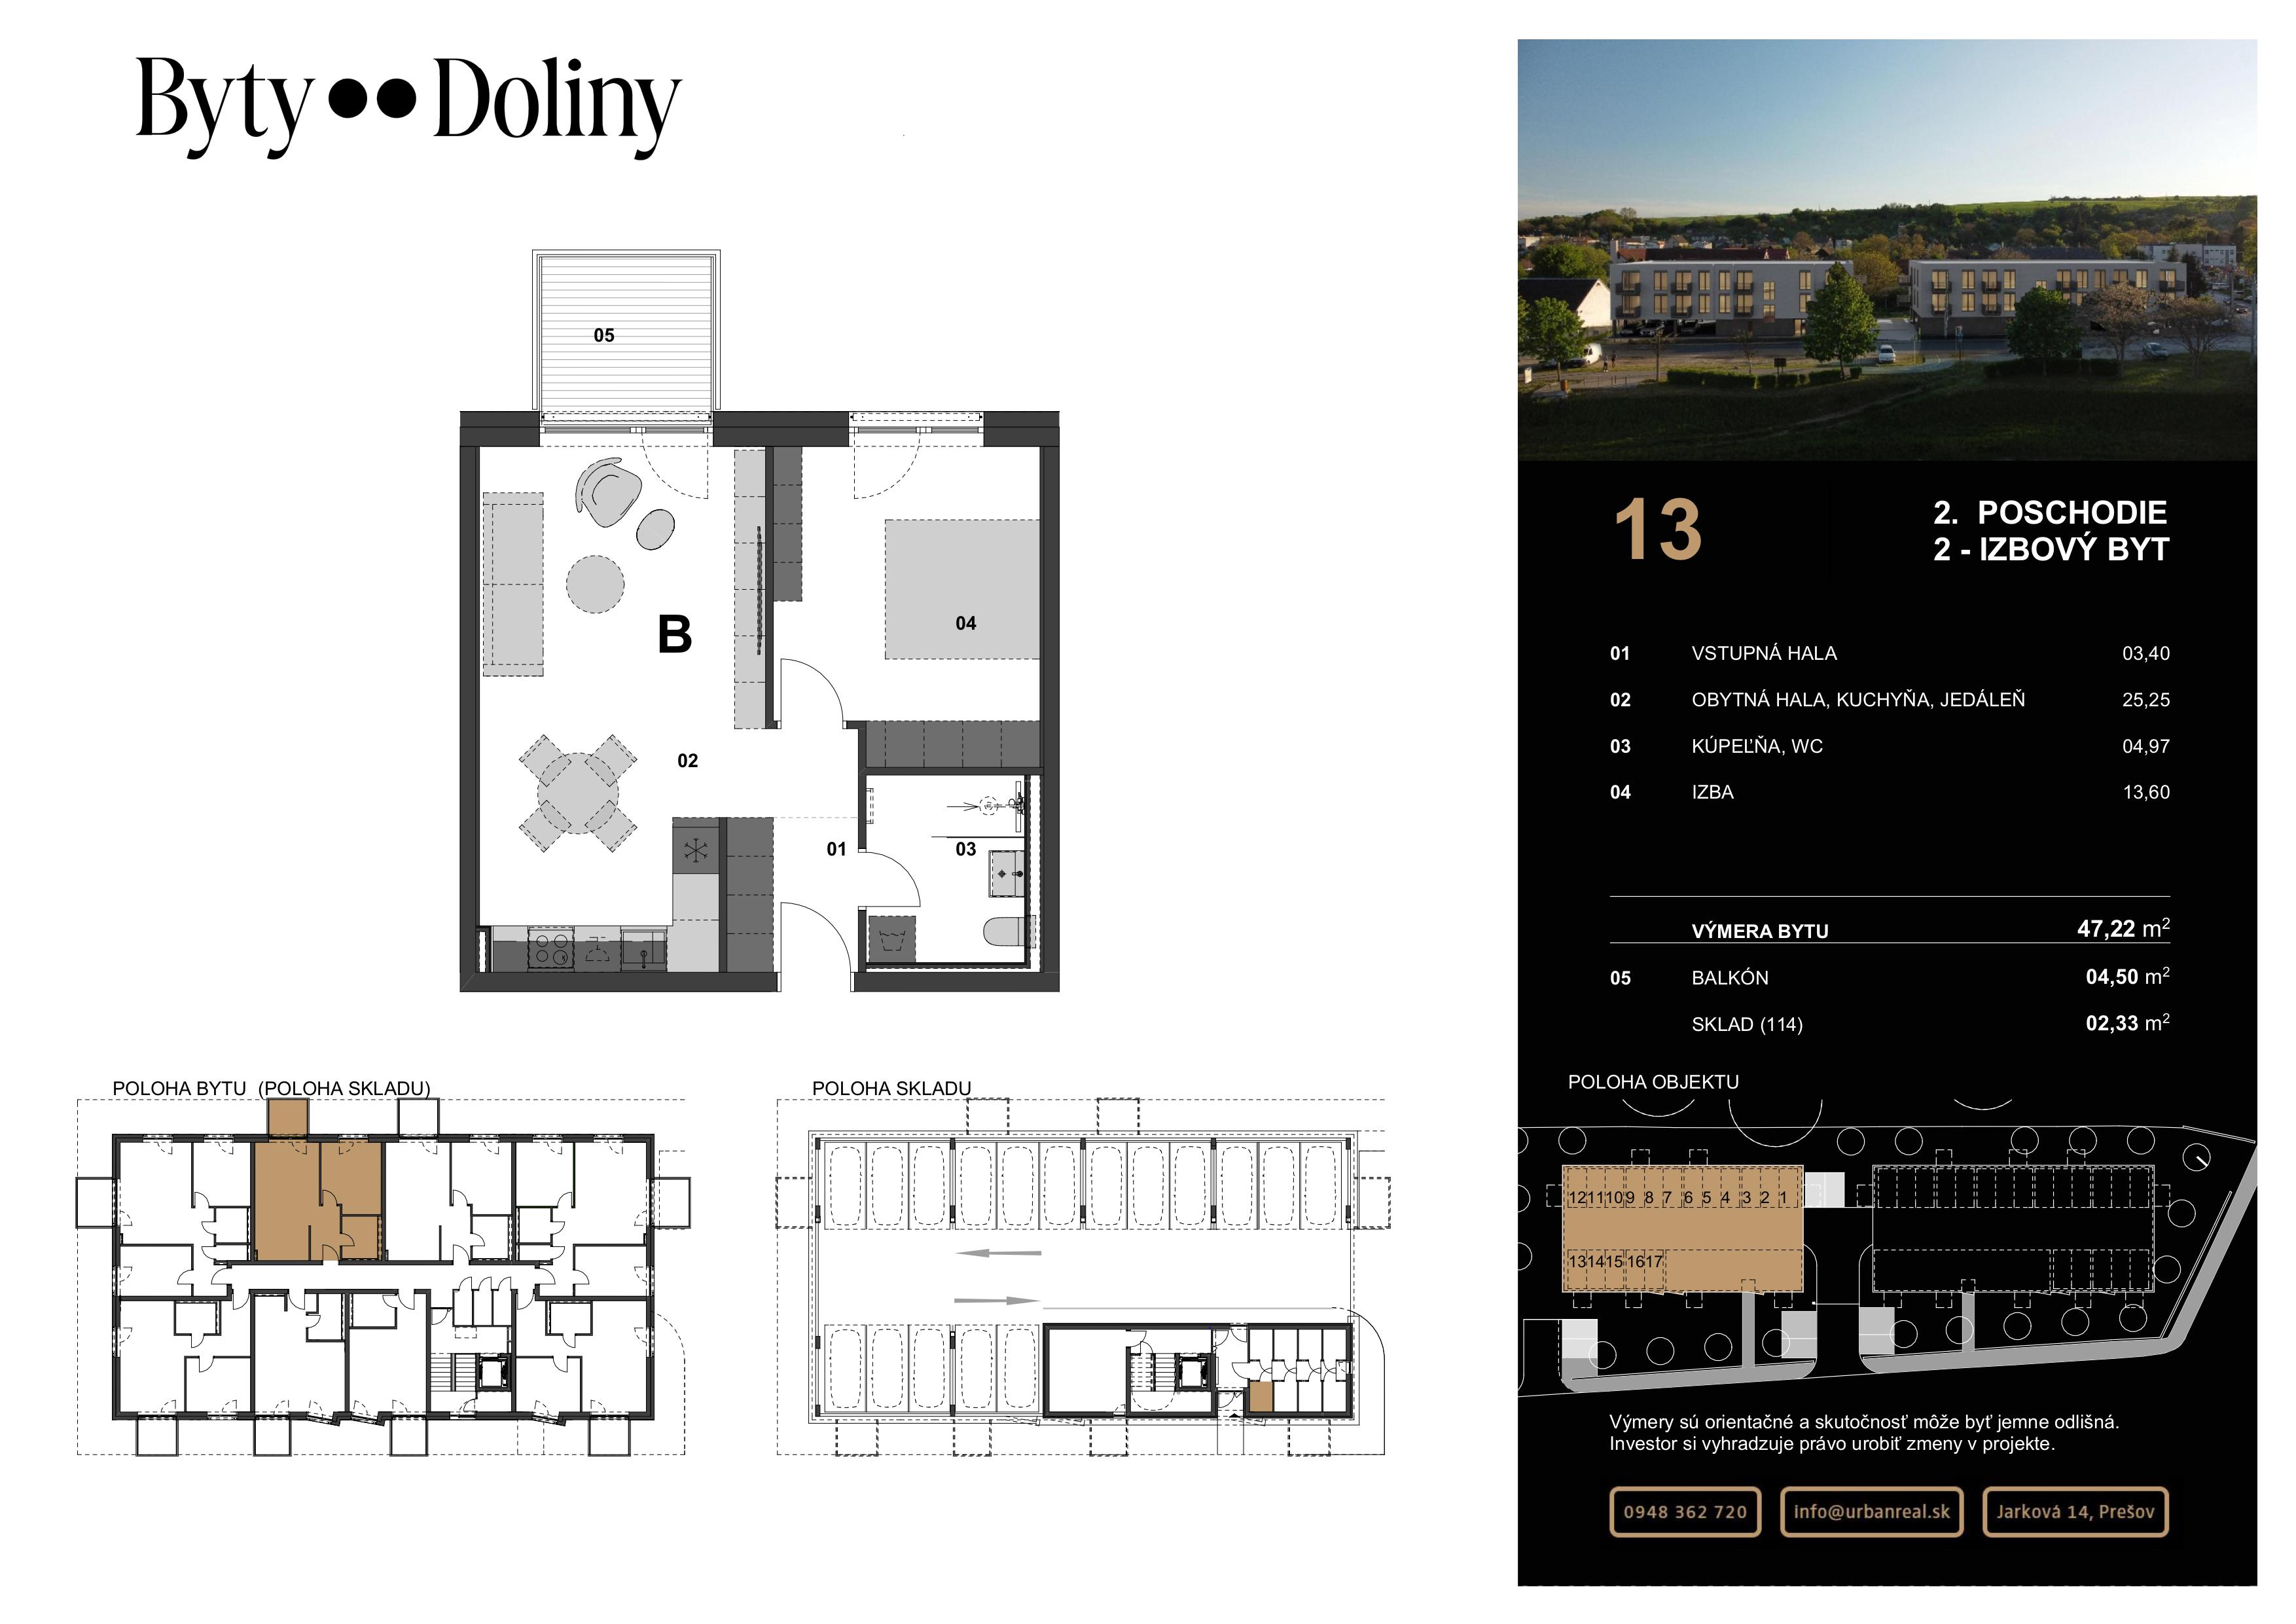 Byty Doliny
05
B
04
02
01
03
POLOHA BYTU (POLOHA SKLADU)
POLOHA SKLADU
13
2. POSCHODIE
2 - IZBOVÝ BYT
01 VSTUPNÁ HALA 03,40
02 OBYTNÁ HALA, KUCHYŇA, JEDÁLEŇ 25,25
03 KÚPEĽŇA, WC 04,97
04 IZBA 13,60
VÝMERA BYTU 47,22 m²
05 BALKÓN 04,50 m²
SKLAD (114) 02,33 m²
POLOHA OBJEKTU
12 11 10 9 8 7 6 5 4 3 2 1
13 14 15 16 17
Výmery sú orientačné a skutočnosť môže byť jemne odlišná.
Investor si vyhradzuje právo urobiť zmeny v projekte.
0948 362 720 info@urbanreal.sk Jarková 14, Prešov